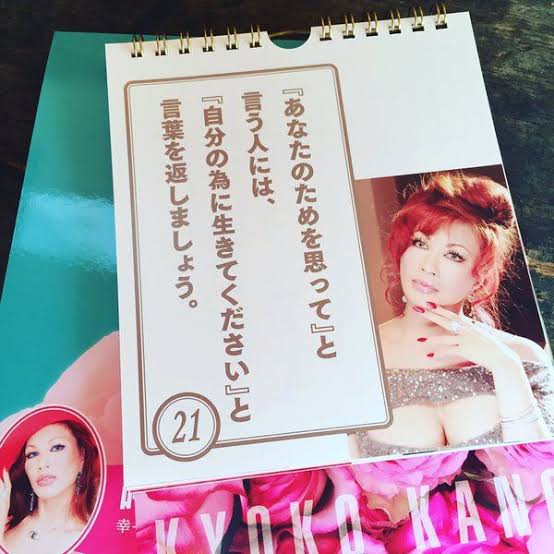 『あなたのためを思って』と
言う人には、
『自分の為に生きてください』と
言葉を返しましょう。
21
幸
KYOKO KANO